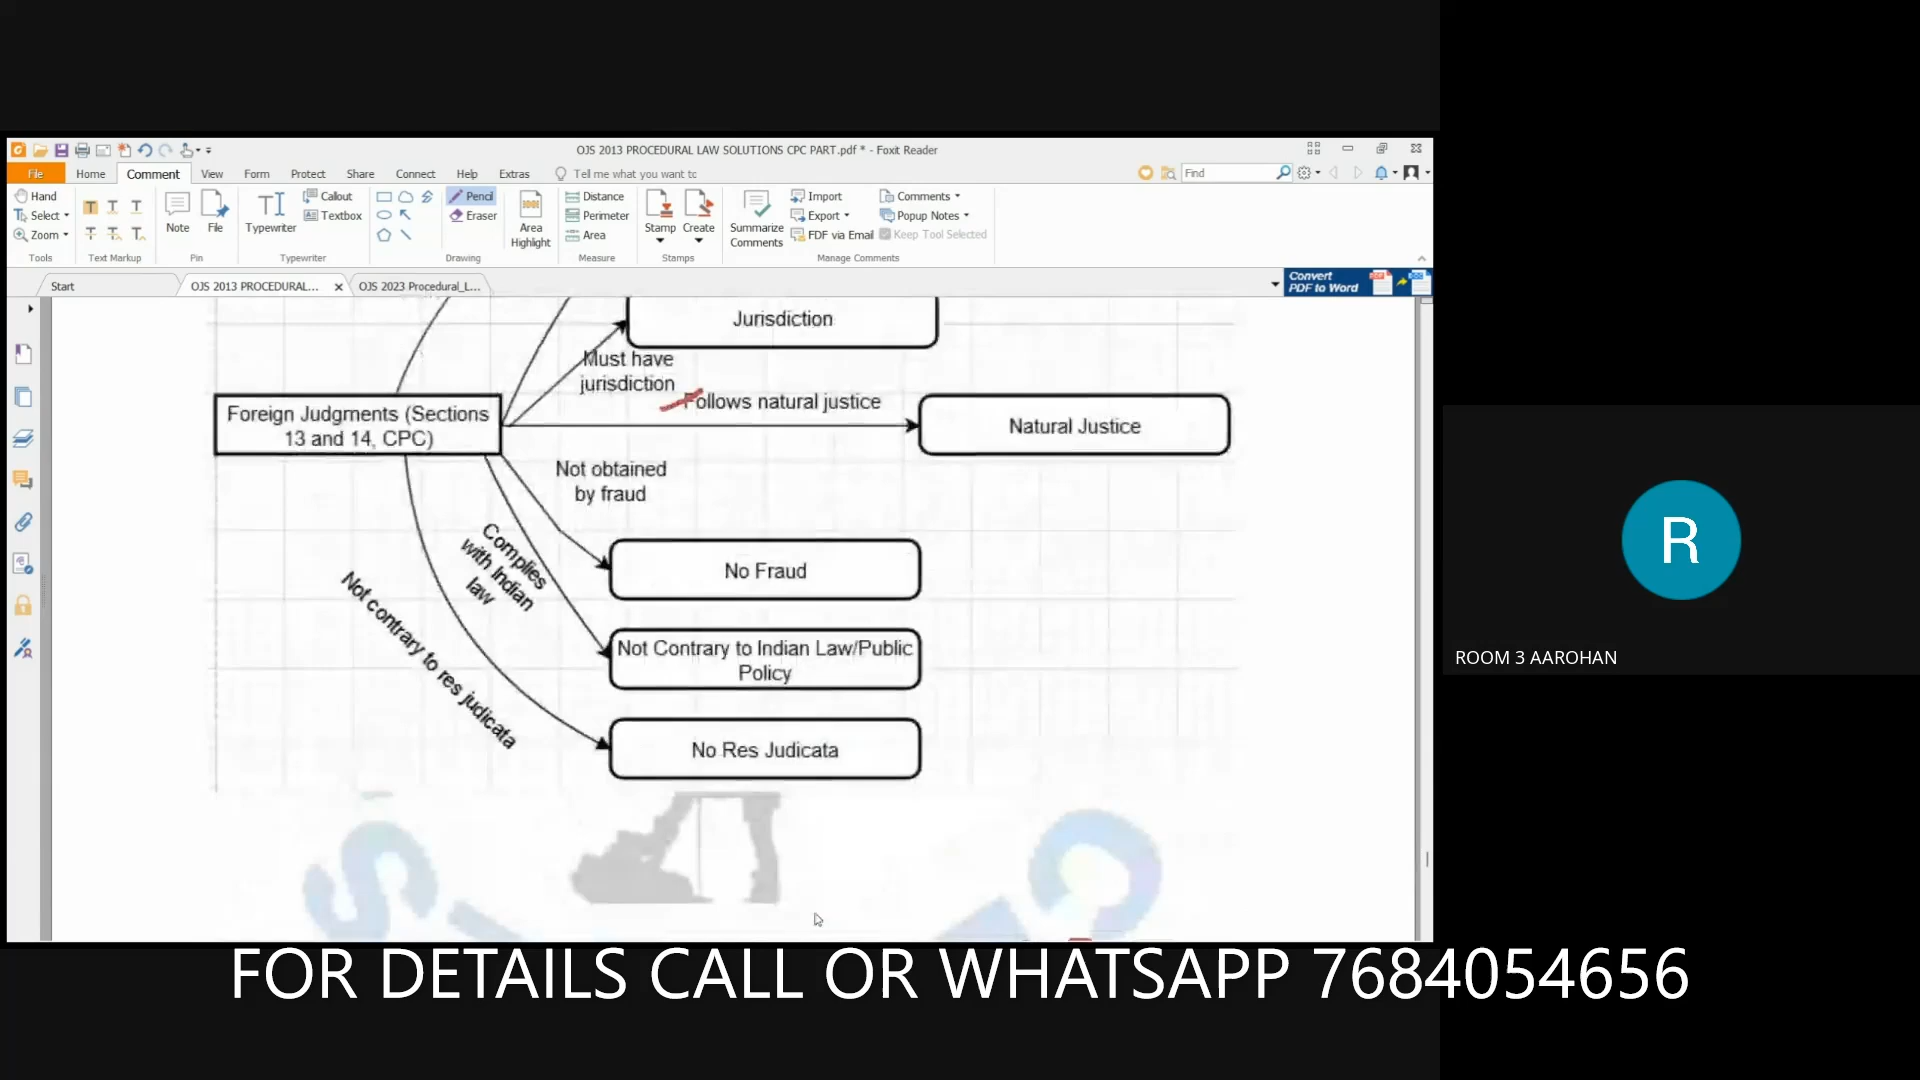 OJS 2013 PROCEDURAL LAW SOLUTIONS CPC PART.pdf * - Foxit Reader
File Home Comment View Form Protect Share Connect Help Extras Tell me what you want to Find
Hand Callout Pencil Distance Import Comments
Select Textbox Eraser Perimeter Export Popup Notes
Zoom Note File Typewriter Area Highlight Area Stamp Create Summarize Comments FDF via Email Keep Tool Selected
Tools Text Markup Pin Typewriter Drawing Measure Stamps Manage Comments
Start OJS 2013 PROCEDURAL... OJS 2023 Procedural_L... Convert
PDF to Word
Jurisdiction
Must have
jurisdiction
Follows natural justice
Foreign Judgments (Sections
13 and 14, CPC)
Natural Justice
Not obtained
by fraud
Complies
with Indian
law
No Fraud
Not contrary to res judicata
Not Contrary to Indian Law/Public
Policy
No Res Judicata
R
ROOM 3 AAROHAN
FOR DETAILS CALL OR WHATSAPP 7684054656